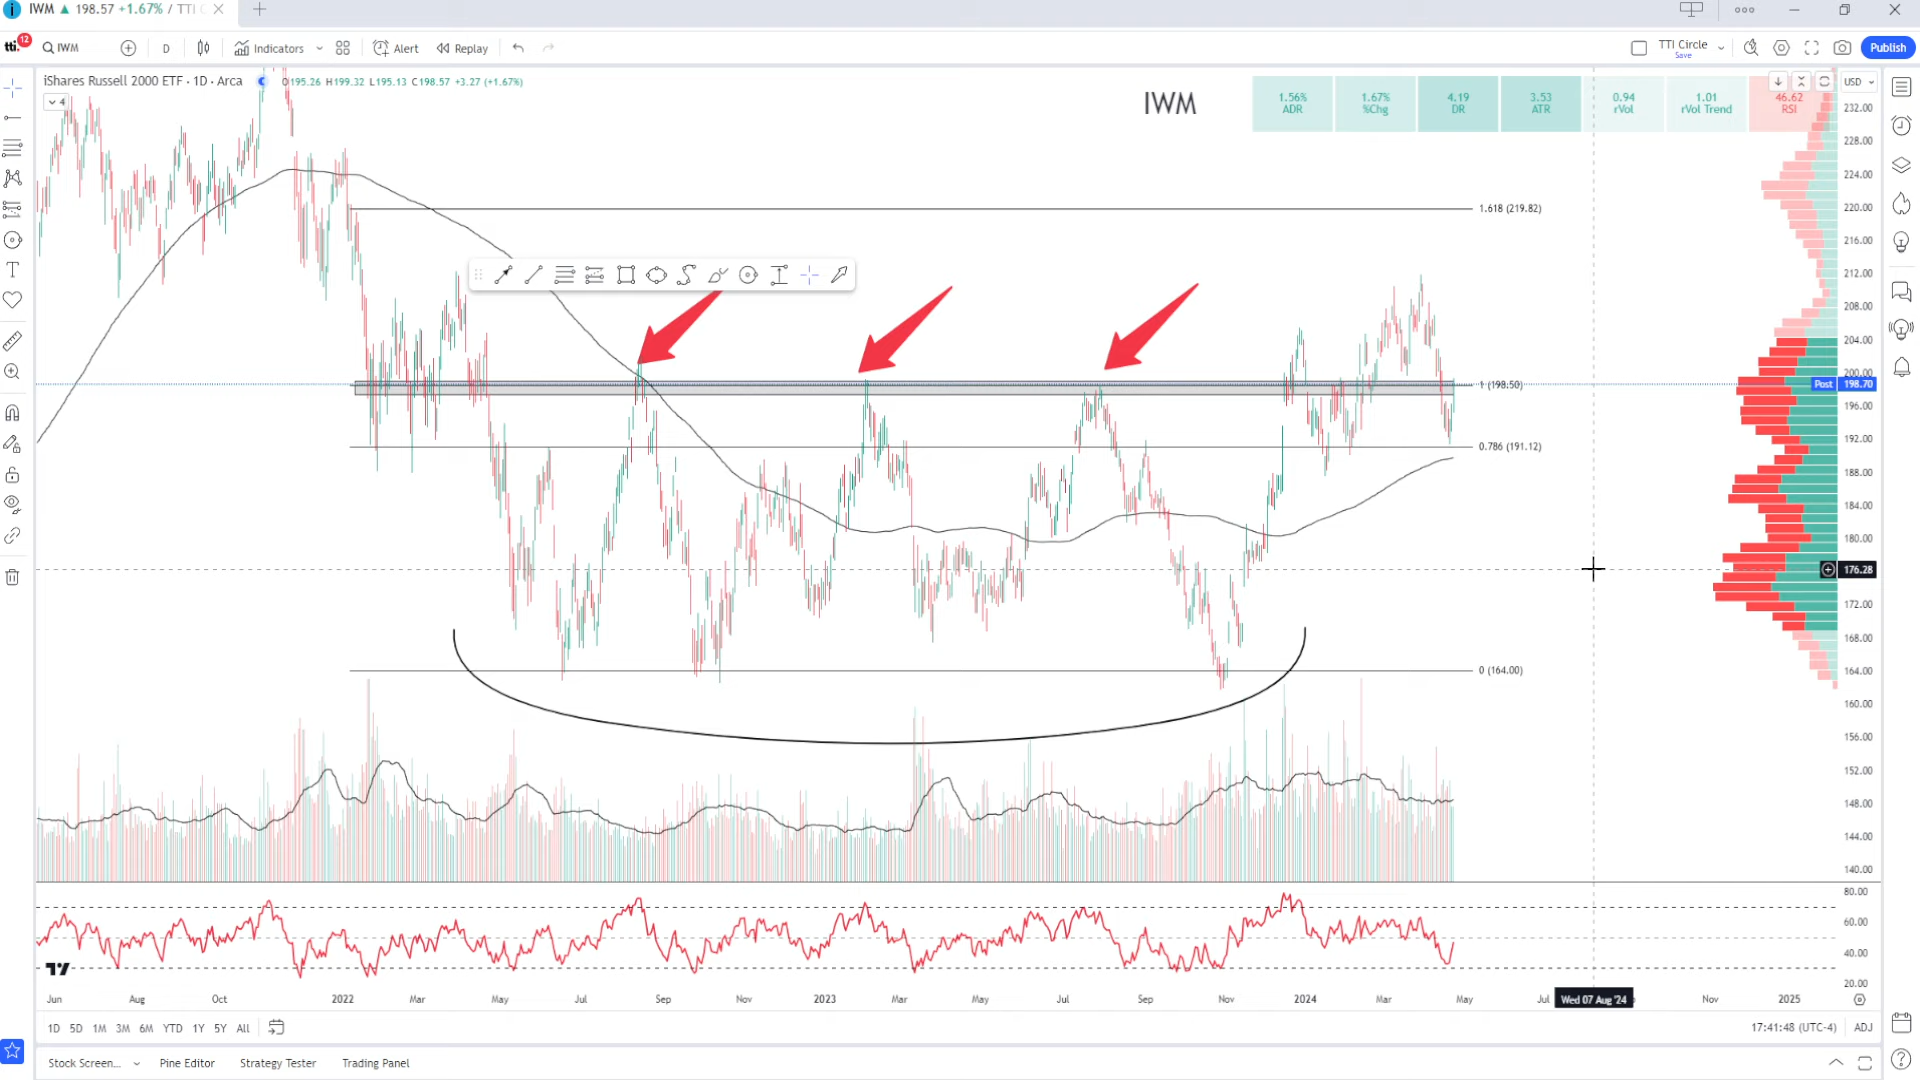 IWM ▲ 198.57 +1.67% / TTI
tti. 12 IWM D Indicators Alert Replay TTI Circle Save Publish
iShares Russell 2000 ETF · 1D · Arca O195.26 H199.32 L195.13 C198.57 +3.27 (+1.67%)
4
IWM
1.56% ADR
1.67% %Chg
4.19 DR
3.53 ATR
0.94 rVol
1.01 rVol Trend
46.62 RSI
USD
232.00
228.00
224.00
220.00
216.00
212.00
208.00
204.00
200.00
Post 198.70
196.00
192.00
188.00
184.00
180.00
176.28
172.00
168.00
164.00
160.00
156.00
152.00
148.00
144.00
140.00
80.00
60.00
40.00
20.00
1.618 (219.82)
1 (198.50)
0.786 (191.12)
0 (164.00)
Jun Aug Oct 2022 Mar May Jul Sep Nov 2023 Mar May Jul Sep Nov 2024 Mar May Jul Wed 07 Aug '24 Nov 2025
1D 5D 1M 3M 6M YTD 1Y 5Y All 17:41:48 (UTC-4) ADJ
Stock Screen... Pine Editor Strategy Tester Trading Panel